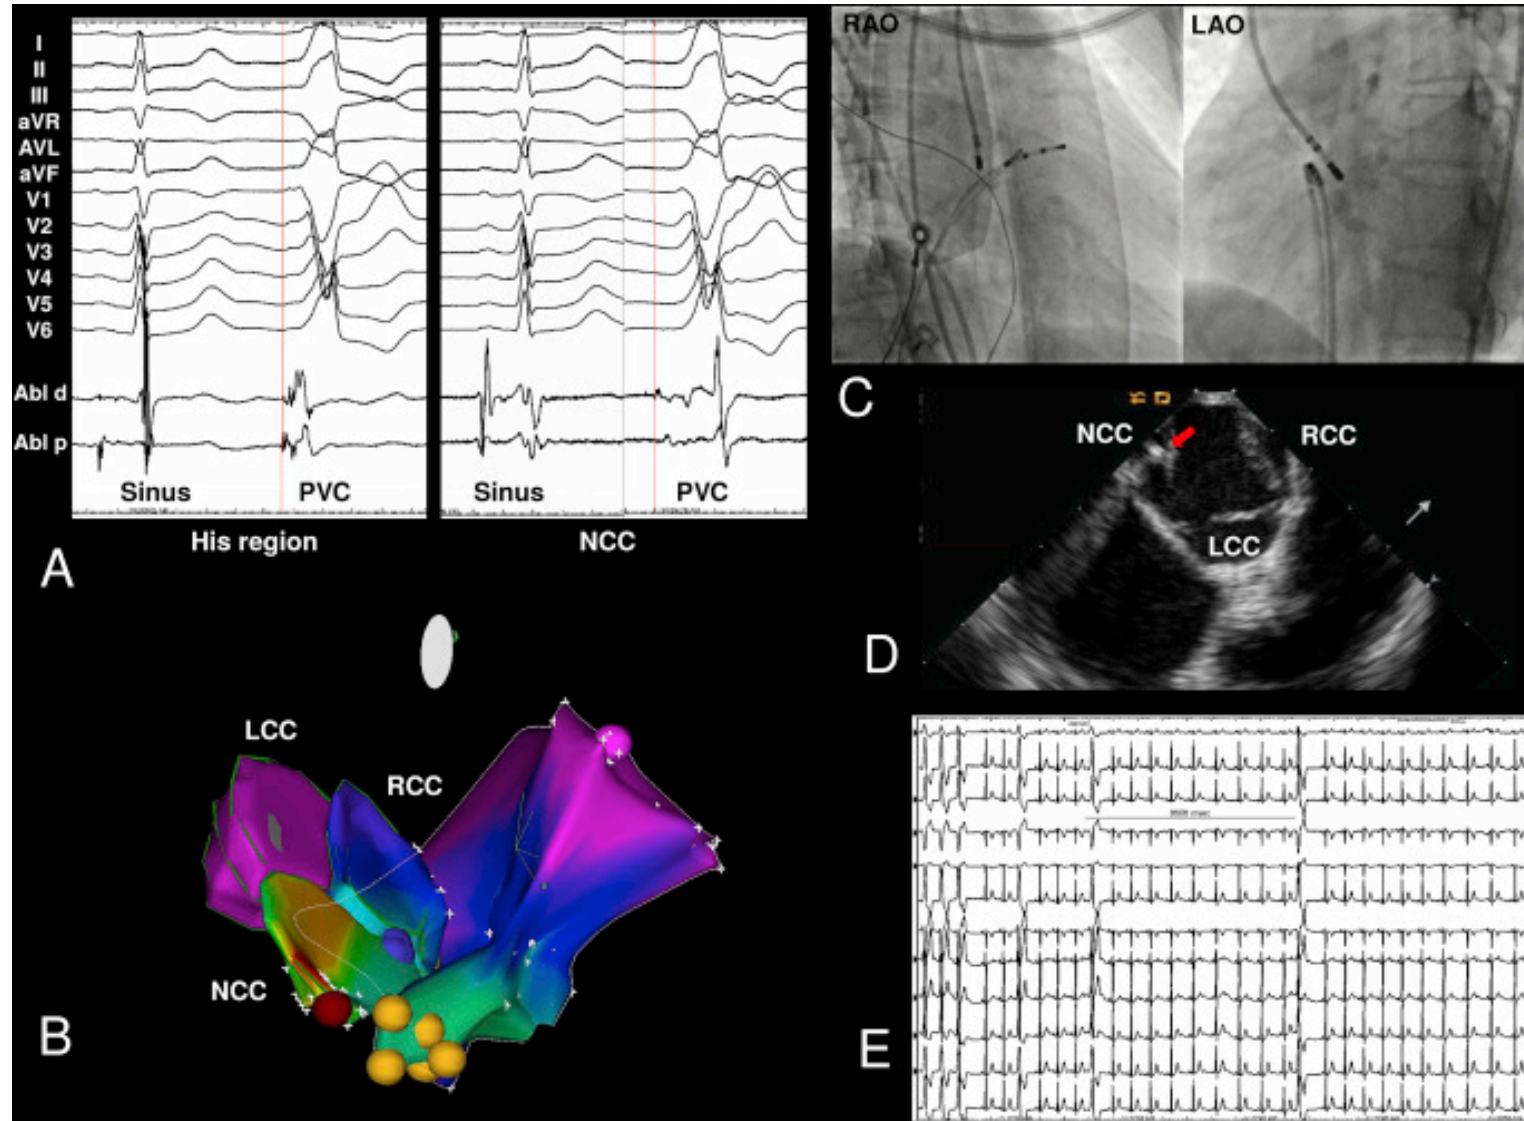 I
II
III
aVR
AVL
aVF
V1
V2
V3
V4
V5
V6
Abl d
Abl p
Sinus
PVC
Sinus
PVC
His region
NCC
A
RAO
LAO
C
NCC
RCC
LCC
D
LCC
RCC
NCC
B
E